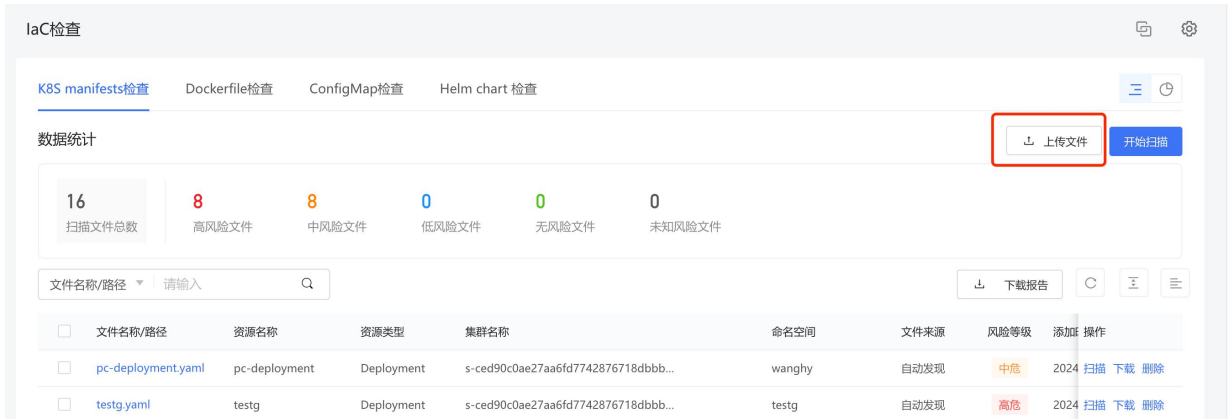 IaC检查
K8S manifests检查 Dockerfile检查 ConfigMap检查 Helm chart 检查
数据统计
上传文件 开始扫描
16 8 8 0 0 0
扫描文件总数 高风险文件 中风险文件 低风险文件 无风险文件 未知风险文件
文件名称/路径 请输入 下载报告
文件名称/路径 资源名称 资源类型 集群名称 命名空间 文件来源 风险等级 添加 操作
pc-deployment.yaml pc-deployment Deployment s-ced90c0ae27aa6fd7742876718dbbb... wanghy 自动发现 中危 2024 扫描 下载 删除
testg.yaml testg Deployment s-ced90c0ae27aa6fd7742876718dbbb... testg 自动发现 高危 2024 扫描 下载 删除